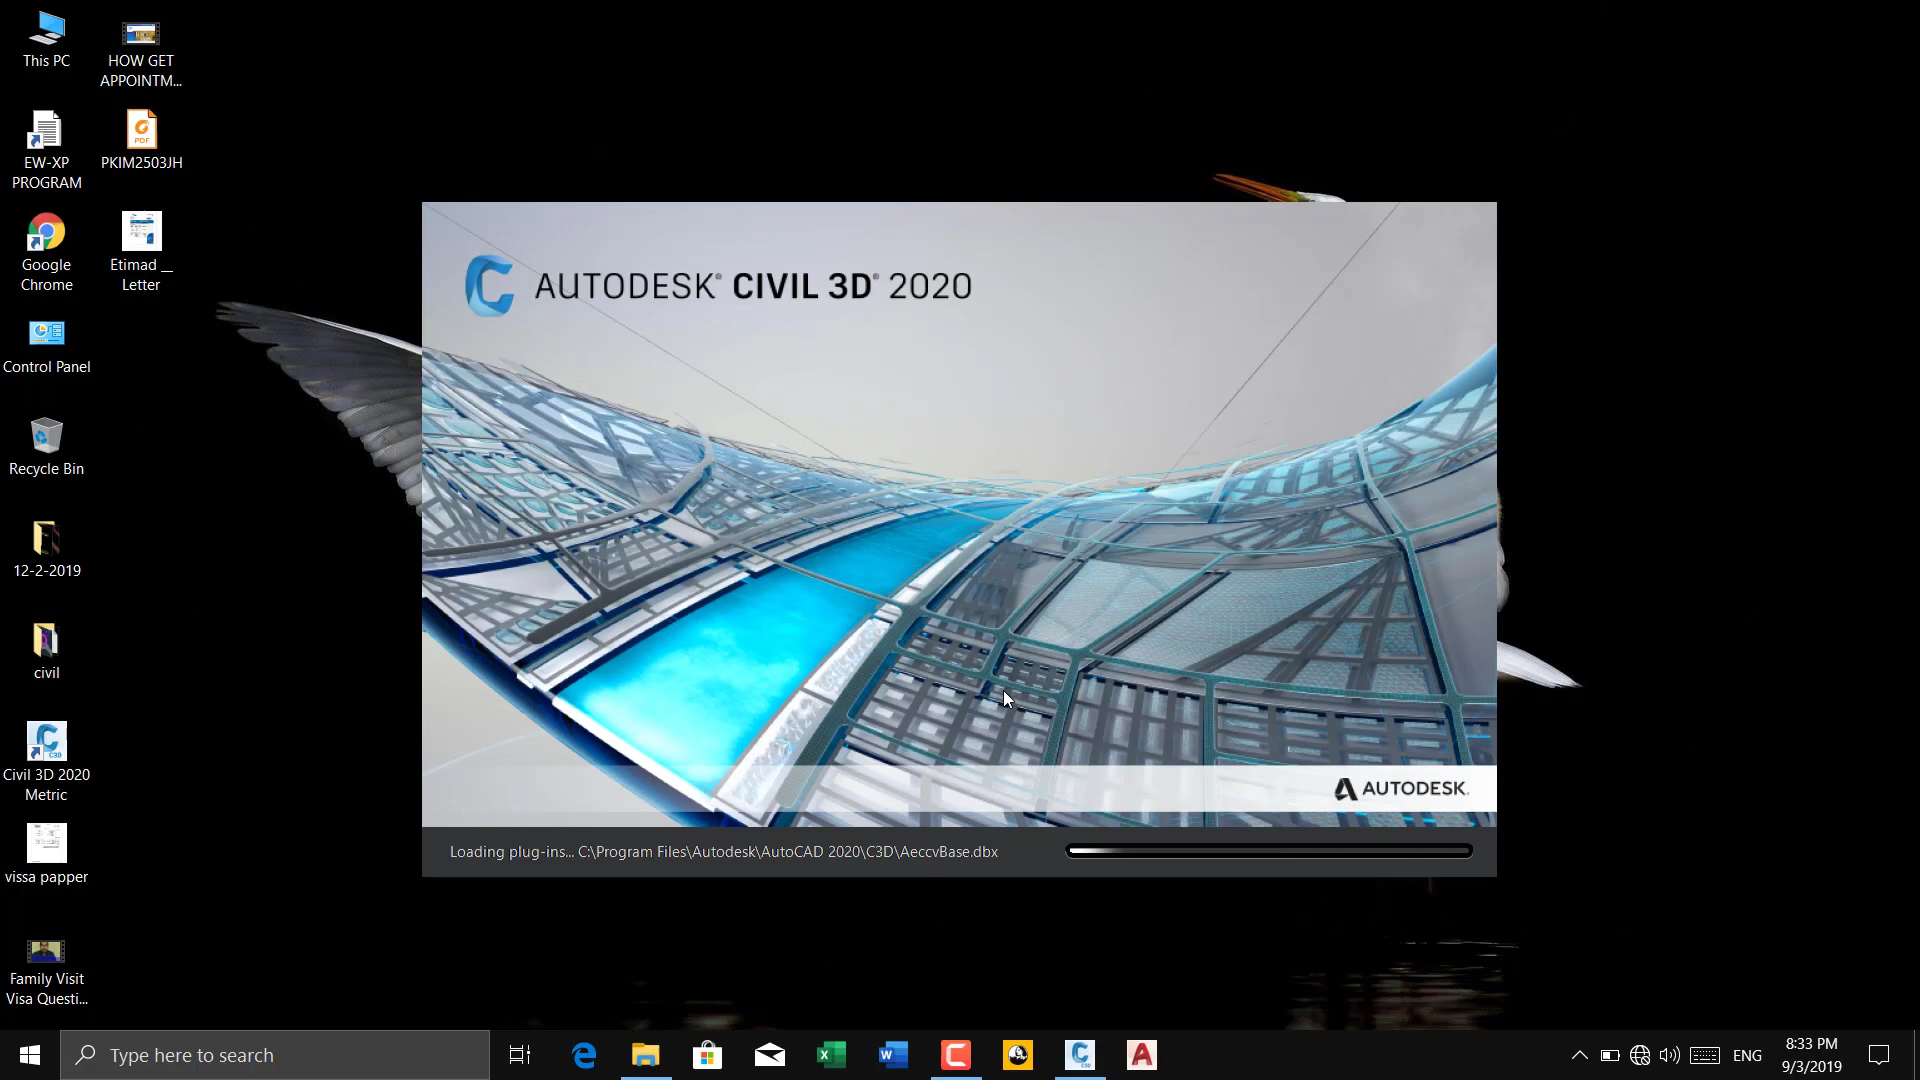 This PC
HOW GET
APPOINTM...
EW-XP
PROGRAM
PDF
PKIM2503JH
Google
Chrome
Etimad __
Letter
Control Panel
Recycle Bin
12-2-2019
civil
C3D
Civil 3D 2020
Metric
vissa papper
Family Visit
Visa Questi...
AUTODESK® CIVIL 3D® 2020
AUTODESK.
Loading plug-ins... C:\Program Files\Autodesk\AutoCAD 2020\C3D\AeccvBase.dbx
Type here to search
ENG
8:33 PM
9/3/2019